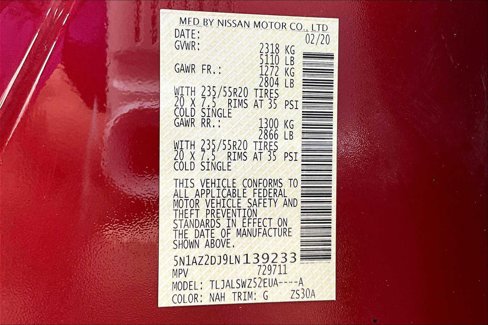 MFD BY NISSAN MOTOR CO., LTD
DATE: 02/20
GVWR: 2318 KG
5110 LB
GAWR FR.: 1272 KG
2804 LB
WITH 235/55R20 TIRES
20 X 7.5 RIMS AT 35 PSI
COLD SINGLE
GAWR RR.: 1300 KG
2866 LB
WITH 235/55R20 TIRES
20 X 7.5 RIMS AT 35 PSI
COLD SINGLE
THIS VEHICLE CONFORMS TO
ALL APPLICABLE FEDERAL
MOTOR VEHICLE SAFETY AND
THEFT PREVENTION
STANDARDS IN EFFECT ON
THE DATE OF MANUFACTURE
SHOWN ABOVE.
5N1AZ2DJ9LN139233
MPV 729711
MODEL: TLJALSWZ52EUA----A
COLOR: NAH TRIM: G ZS30A